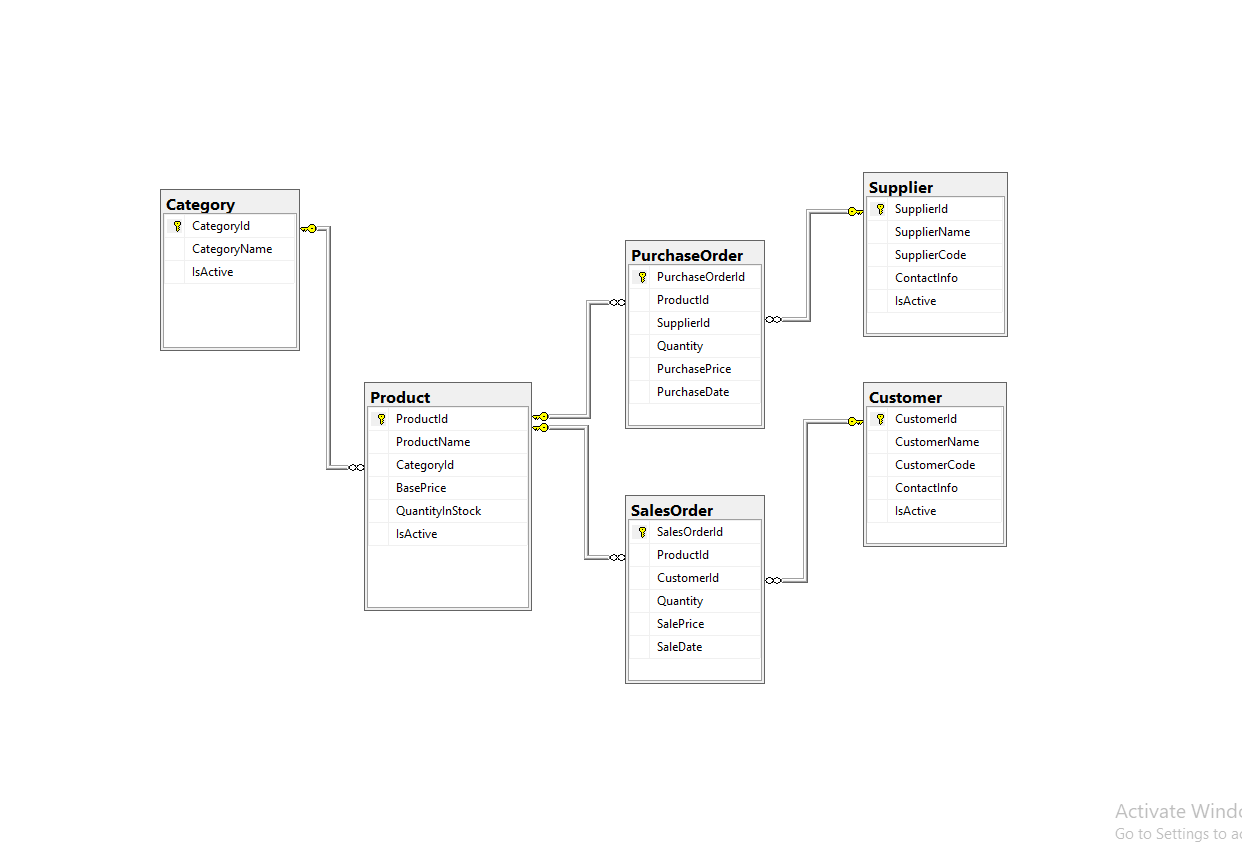 Category
CategoryId
CategoryName
IsActive
Product
ProductId
ProductName
CategoryId
BasePrice
QuantityInStock
IsActive
PurchaseOrder
PurchaseOrderId
ProductId
SupplierId
Quantity
PurchasePrice
PurchaseDate
SalesOrder
SalesOrderId
ProductId
CustomerId
Quantity
SalePrice
SaleDate
Supplier
SupplierId
SupplierName
SupplierCode
ContactInfo
IsActive
Customer
CustomerId
CustomerName
CustomerCode
ContactInfo
IsActive
Activate Windo
Go to Settings to ac